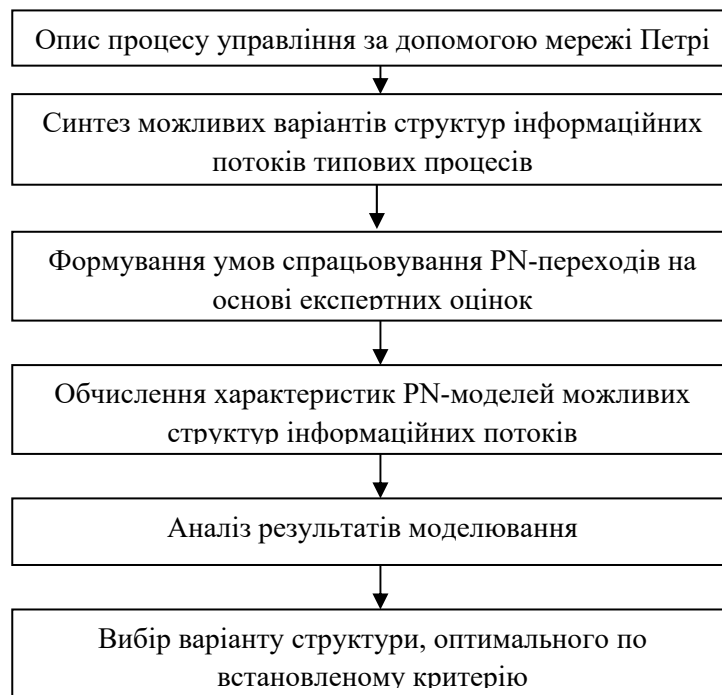 Опис процесу управління за допомогою мережі Петрі
Синтез можливих варіантів структур інформаційних
потоків типових процесів
Формування умов спрацьовування PN-переходів на
основі експертних оцінок
Обчислення характеристик PN-моделей можливих
структур інформаційних потоків
Аналіз результатів моделювання
Вибір варіанту структури, оптимального по
встановленому критерію